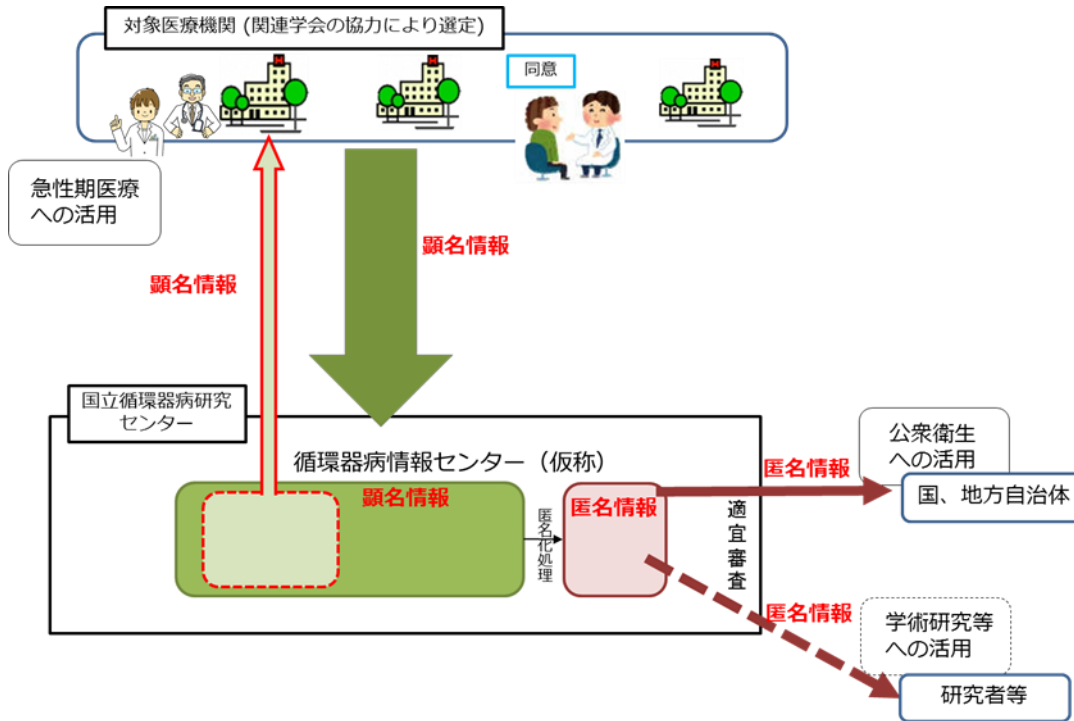 対象医療機関 (関連学会の協力により選定)
H
H
同意
H
急性期医療
への活用
顕名情報
顕名情報
国立循環器病研究
センター
循環器病情報センター（仮称）
顕名情報
匿名化処理
匿名情報
適宜審査
匿名情報
公衆衛生
への活用
国、地方自治体
匿名情報
学術研究等
への活用
研究者等